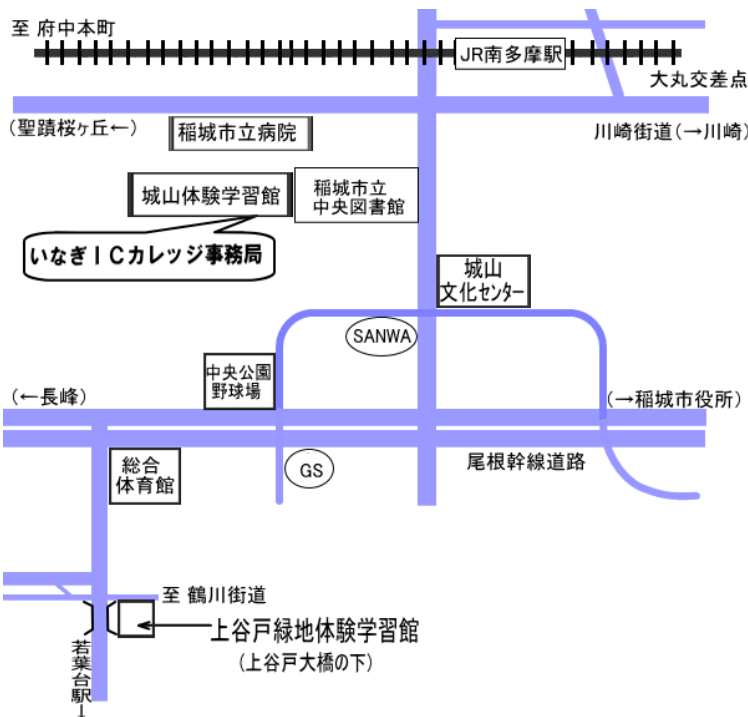 至 府中本町
JR南多摩駅
大丸交差点
(聖蹟桜ヶ丘←)
稲城市立病院
川崎街道(→川崎)
城山体験学習館
稲城市立
中央図書館
いなぎICカレッジ事務局
城山
文化センター
SANWA
中央公園
野球場
(←長峰)
(→稲城市役所)
総合
体育館
GS
尾根幹線道路
至 鶴川街道
上谷戸緑地体験学習館
(上谷戸大橋の下)
若葉台駅↓